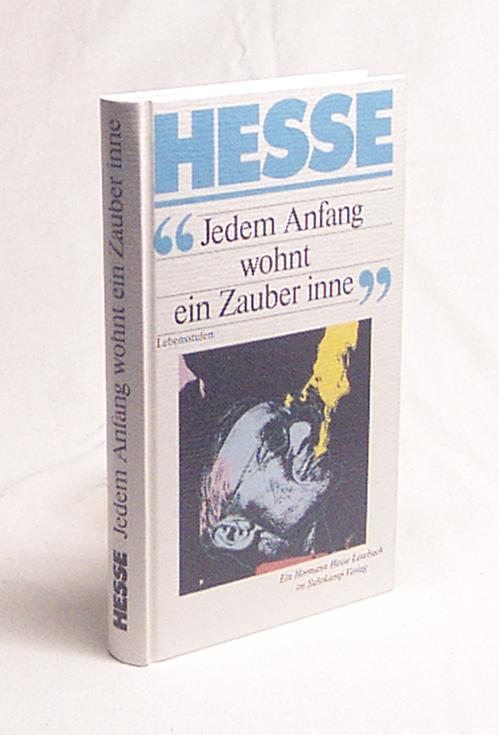 HESSE
“Jedem Anfang
wohnt
ein Zauber inne”
Lebensstufen
Ein Hermann Hesse Lesebuch
im Suhrkamp Verlag
HESSE Jedem Anfang wohnt ein Zauber inne